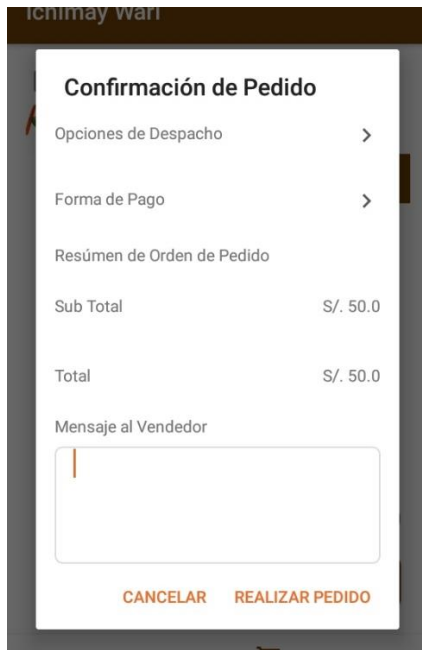 Ichimay Wari
Confirmación de Pedido
Opciones de Despacho
Forma de Pago
Resúmen de Orden de Pedido
Sub Total S/. 50.0
Total S/. 50.0
Mensaje al Vendedor
CANCELAR REALIZAR PEDIDO